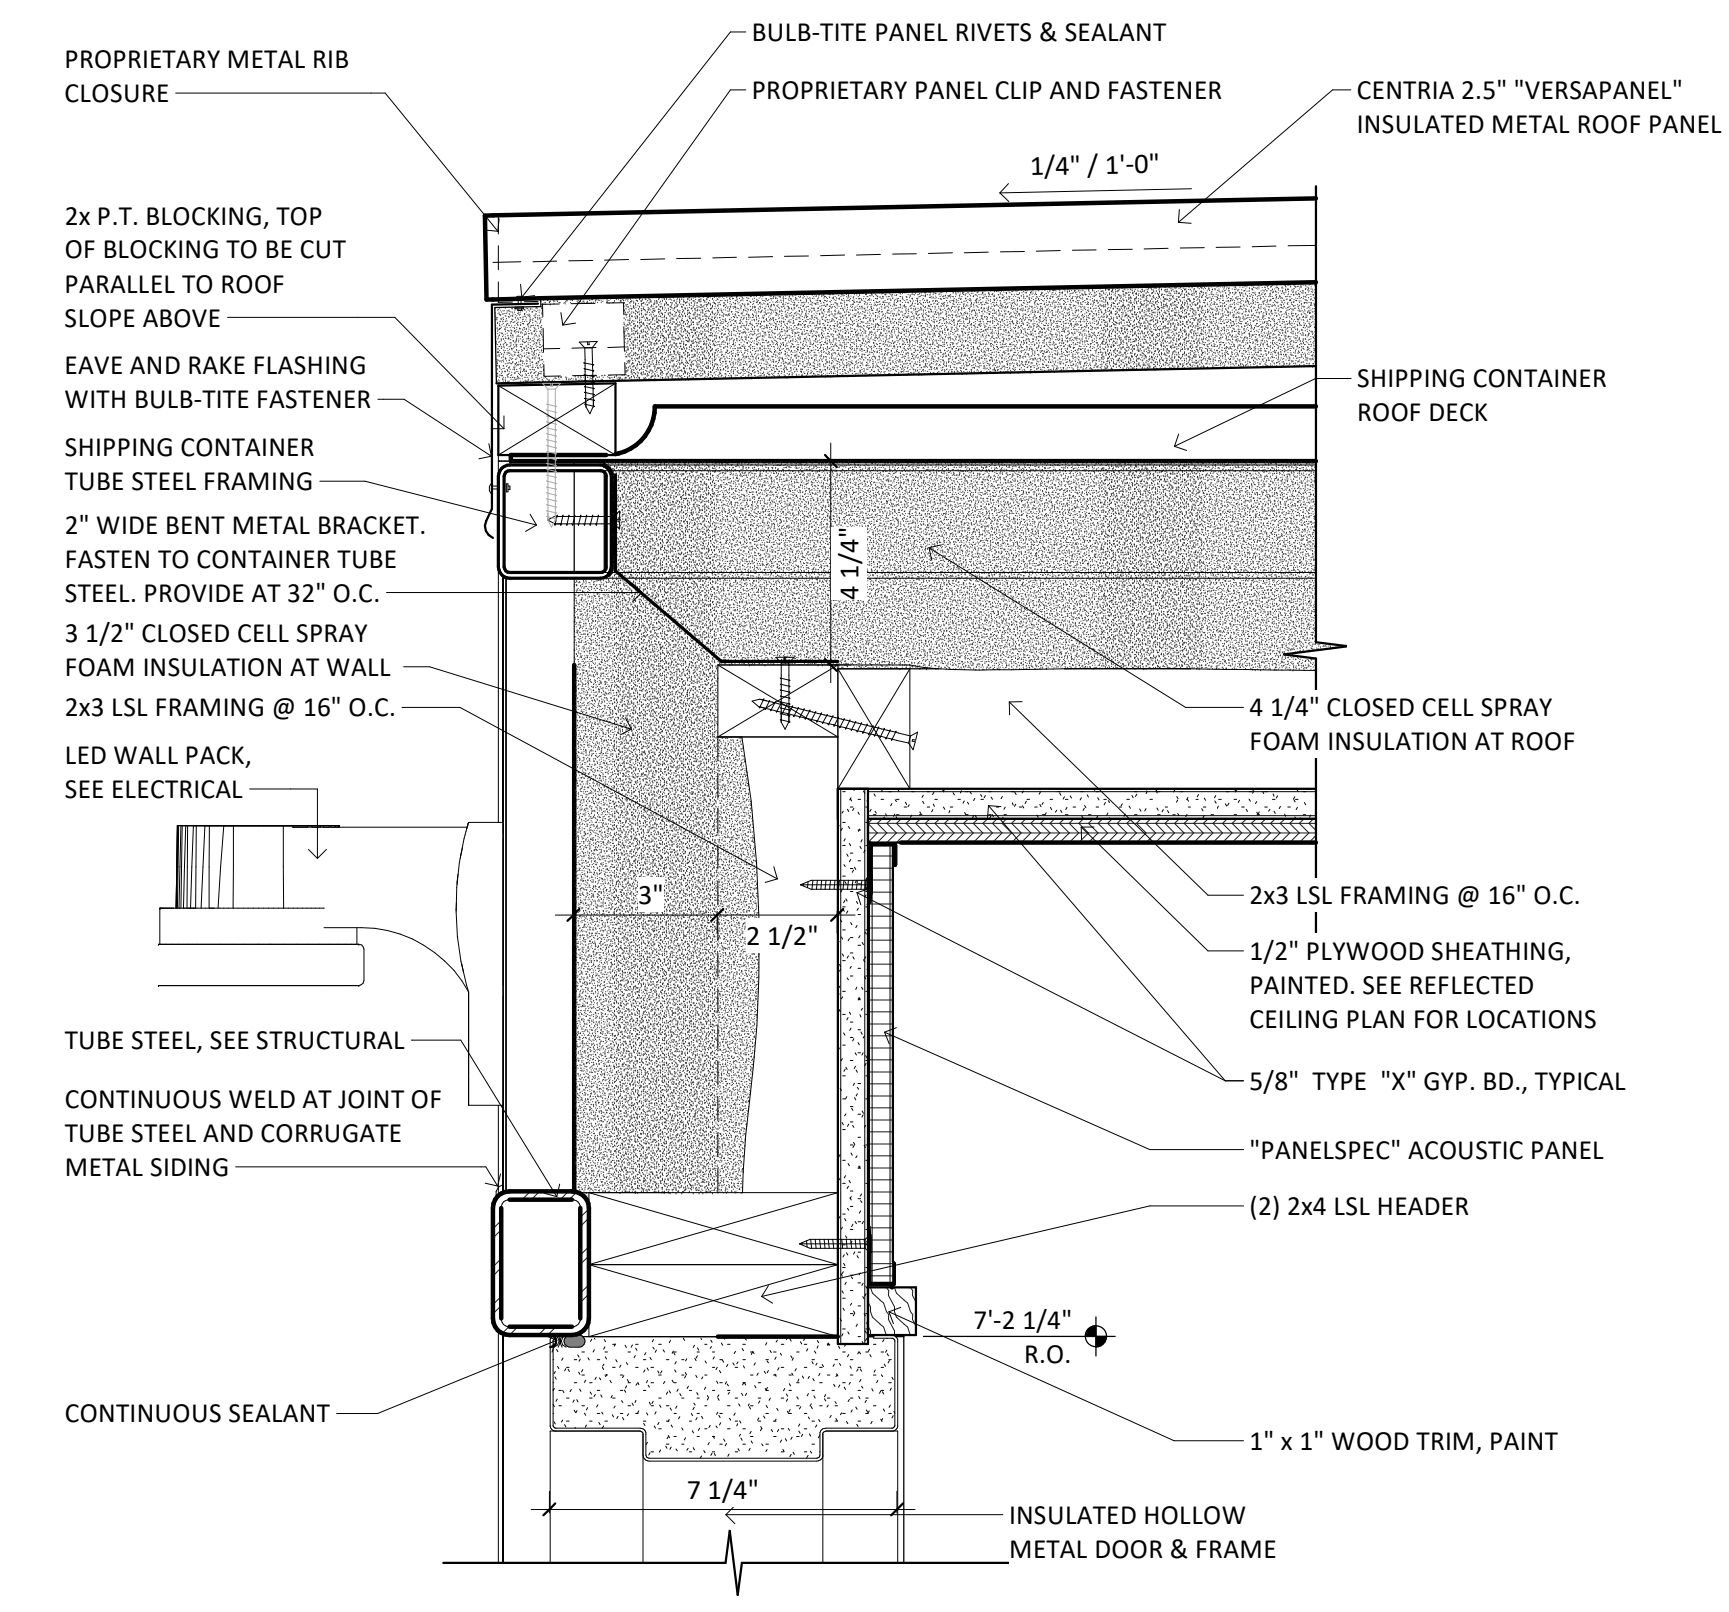 BULB-TITE PANEL RIVETS & SEALANT
PROPRIETARY METAL RIB
CLOSURE
PROPRIETARY PANEL CLIP AND FASTENER
CENTRIA 2.5" "VERSAPANEL"
INSULATED METAL ROOF PANEL
1/4" / 1'-0"
2x P.T. BLOCKING, TOP
OF BLOCKING TO BE CUT
PARALLEL TO ROOF
SLOPE ABOVE
EAVE AND RAKE FLASHING
WITH BULB-TITE FASTENER
SHIPPING CONTAINER
ROOF DECK
SHIPPING CONTAINER
TUBE STEEL FRAMING
2" WIDE BENT METAL BRACKET.
FASTEN TO CONTAINER TUBE
STEEL. PROVIDE AT 32" O.C.
4 1/4"
3 1/2" CLOSED CELL SPRAY
FOAM INSULATION AT WALL
2x3 LSL FRAMING @ 16" O.C.
4 1/4" CLOSED CELL SPRAY
FOAM INSULATION AT ROOF
LED WALL PACK,
SEE ELECTRICAL
3"
2 1/2"
2x3 LSL FRAMING @ 16" O.C.
1/2" PLYWOOD SHEATHING,
PAINTED. SEE REFLECTED
CEILING PLAN FOR LOCATIONS
TUBE STEEL, SEE STRUCTURAL
5/8" TYPE "X" GYP. BD., TYPICAL
CONTINUOUS WELD AT JOINT OF
TUBE STEEL AND CORRUGATE
METAL SIDING
"PANELSPEC" ACOUSTIC PANEL
(2) 2x4 LSL HEADER
7'-2 1/4"
R.O.
CONTINUOUS SEALANT
1" x 1" WOOD TRIM, PAINT
7 1/4"
INSULATED HOLLOW
METAL DOOR & FRAME